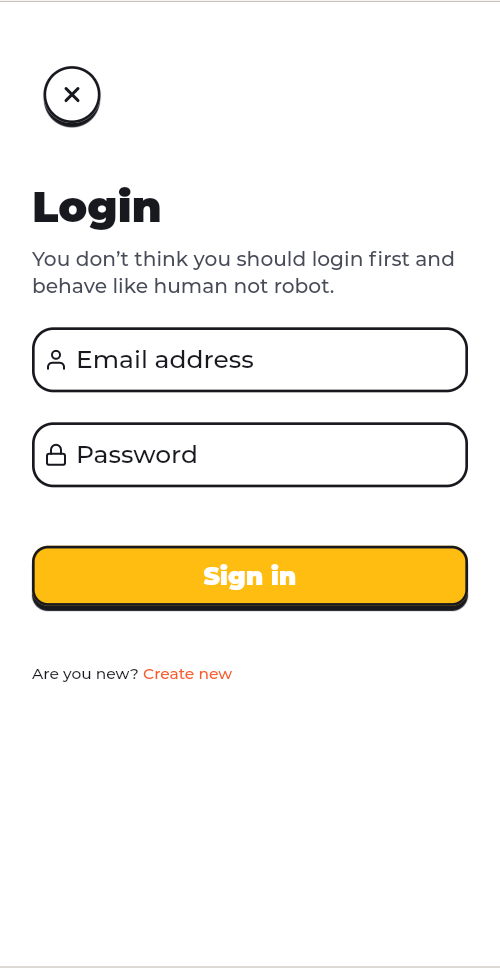 Login
You don’t think you should login first and
behave like human not robot.
Email address
Password
Sign in
Are you new? Create new